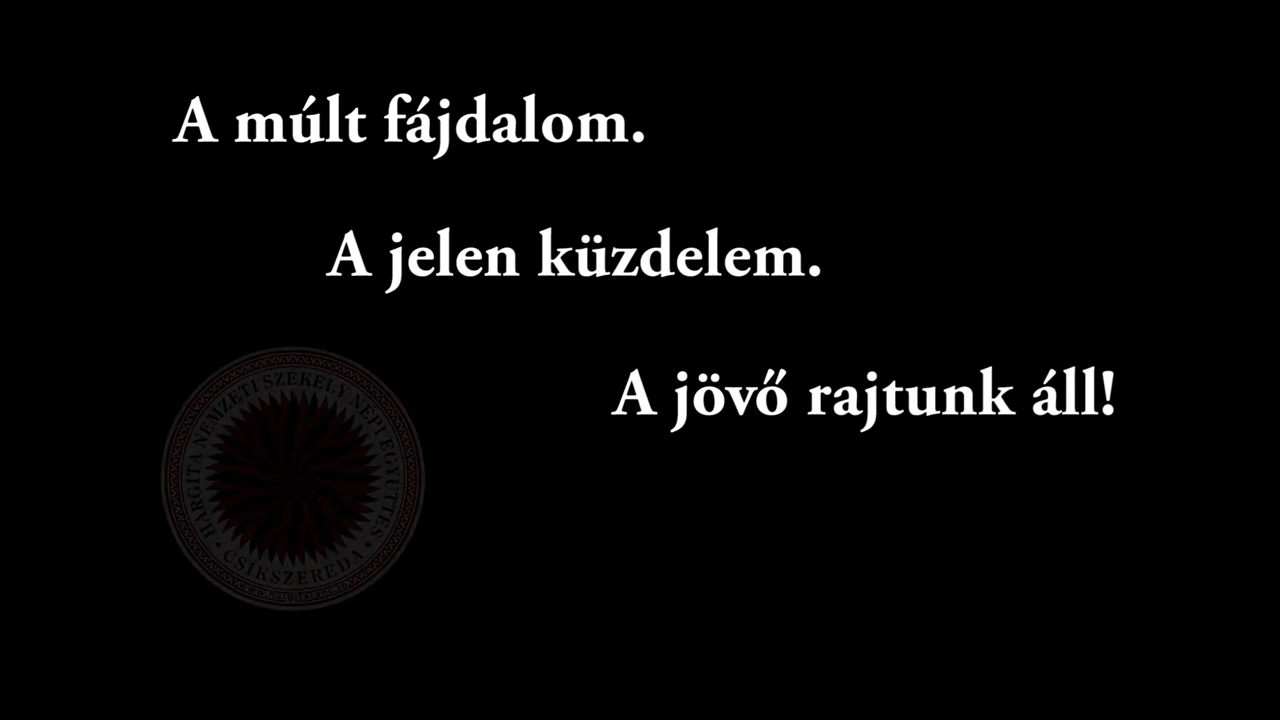 A múlt fájdalom.
A jelen küzdelem.
A jövő rajtunk áll!
HARGITA NEMZETI SZÉKELY NÉPI EGYÜTTES
• CSÍKSZEREDA •